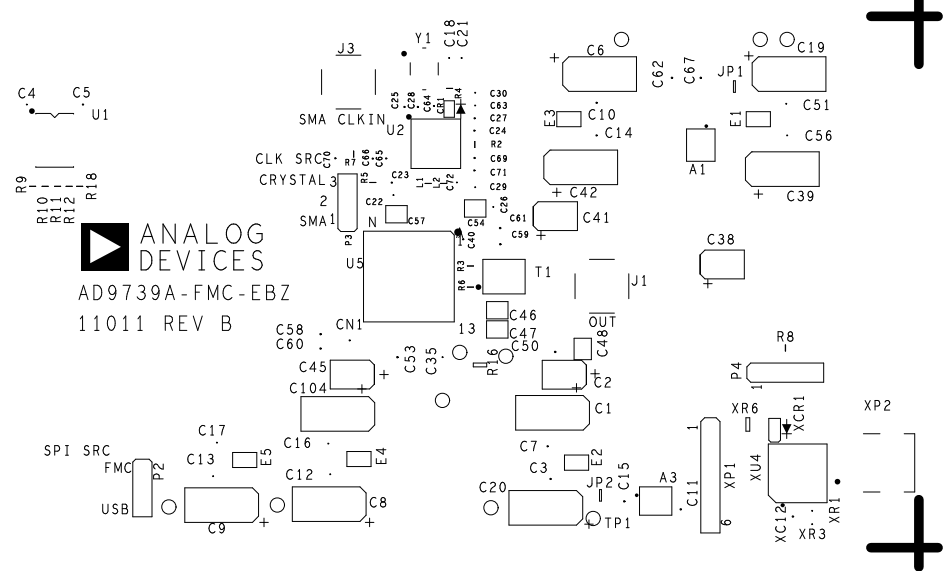 C18
C21
Y1
J3
C6
C19
C62
C67
JP1
C4
C5
U1
C25
C28
C64
CR1
R4
C30
C63
C27
C24
R2
C69
C71
C29
SMA CLKIN
U2
E3
C10
C14
E1
C51
C56
A1
CLK SRC
C70
R7
C66
C65
CRYSTAL
3
R5
C23
L1
L2
C72
R9
R18
R10
R11
R12
2
C22
C26
C42
C39
SMA
1
N
C57
C54
C61
C59
C41
P3
C40
1
ANALOG
DEVICES
C38
U5
R3
R6
T1
J1
AD9739A-FMC-EBZ
11011 REV B
CN1
13
C46
C47
OUT
C58
C60
C53
C35
R16
C50
C48
R8
C45
C104
C2
P4
1
C1
XR6
XCR1
XP2
C17
C16
C7
SPI SRC
FMC
P2
C13
E5
C12
E4
C3
E2
C15
A3
1
XP1
XU4
USB
C9
C8
C20
JP2
TP1
C11
6
XC12
XR3
XR1